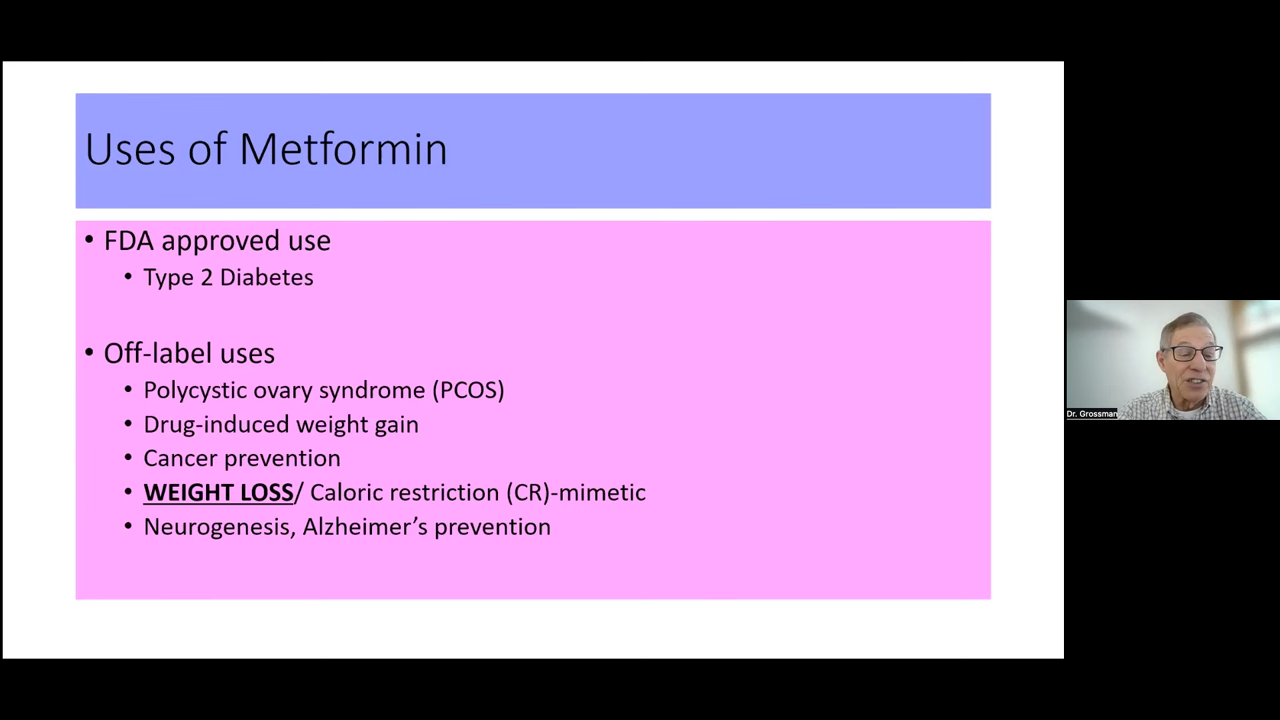 Uses of Metformin
• FDA approved use
• Type 2 Diabetes
• Off-label uses
• Polycystic ovary syndrome (PCOS)
• Drug-induced weight gain
• Cancer prevention
• WEIGHT LOSS/ Caloric restriction (CR)-mimetic
• Neurogenesis, Alzheimer’s prevention
Dr. Grossman